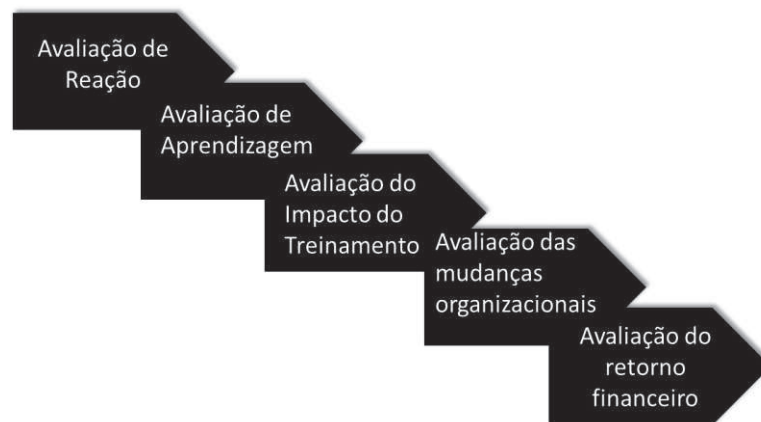 Avaliação de
Reação
Avaliação de
Aprendizagem
Avaliação do
Impacto do
Treinamento
Avaliação das
mudanças
organizacionais
Avaliação do
retorno
financeiro